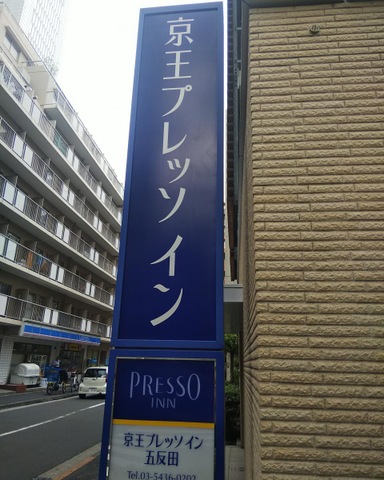 京王プレッソイン
PRESSO
INN
京王プレッソイン
五反田
Tel.03-5436-0202